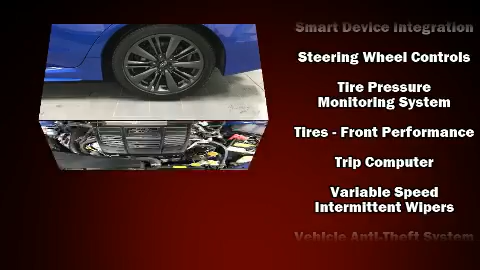 Smart Device Integration
Steering Wheel Controls
Tire Pressure
Monitoring System
Tires - Front Performance
Trip Computer
Variable Speed
Intermittent Wipers
Vehicle Anti-Theft System